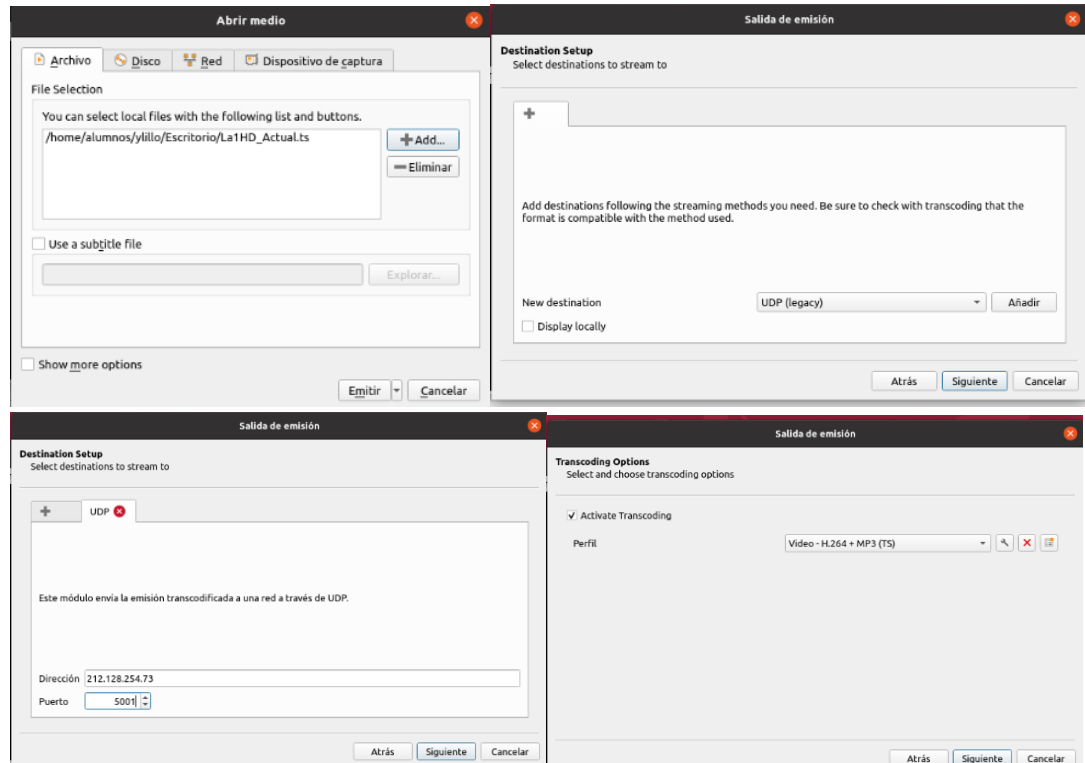 Abrir medio
Archivo
Disco
Red
Dispositivo de captura
File Selection
You can select local files with the following list and buttons.
/home/alumnos/ylillo/Escritorio/La1HD_Actual.ts
Add...
Eliminar
Use a subtitle file
Explorar...
Show more options
Emitir
Cancelar
Salida de emisión
Destination Setup
Select destinations to stream to
Add destinations following the streaming methods you need. Be sure to check with transcoding that the
format is compatible with the method used.
New destination
UDP (legacy)
Añadir
Display locally
Atrás
Siguiente
Cancelar
Salida de emisión
Destination Setup
Select destinations to stream to
UDP
Este módulo envía la emisión transcodificada a una red a través de UDP.
Dirección 212.128.254.73
Puerto 5001
Atrás
Siguiente
Cancelar
Salida de emisión
Transcoding Options
Select and choose transcoding options
Activate Transcoding
Perfil
Video - H.264 + MP3 (TS)
Atrás
Siguiente
Cancelar